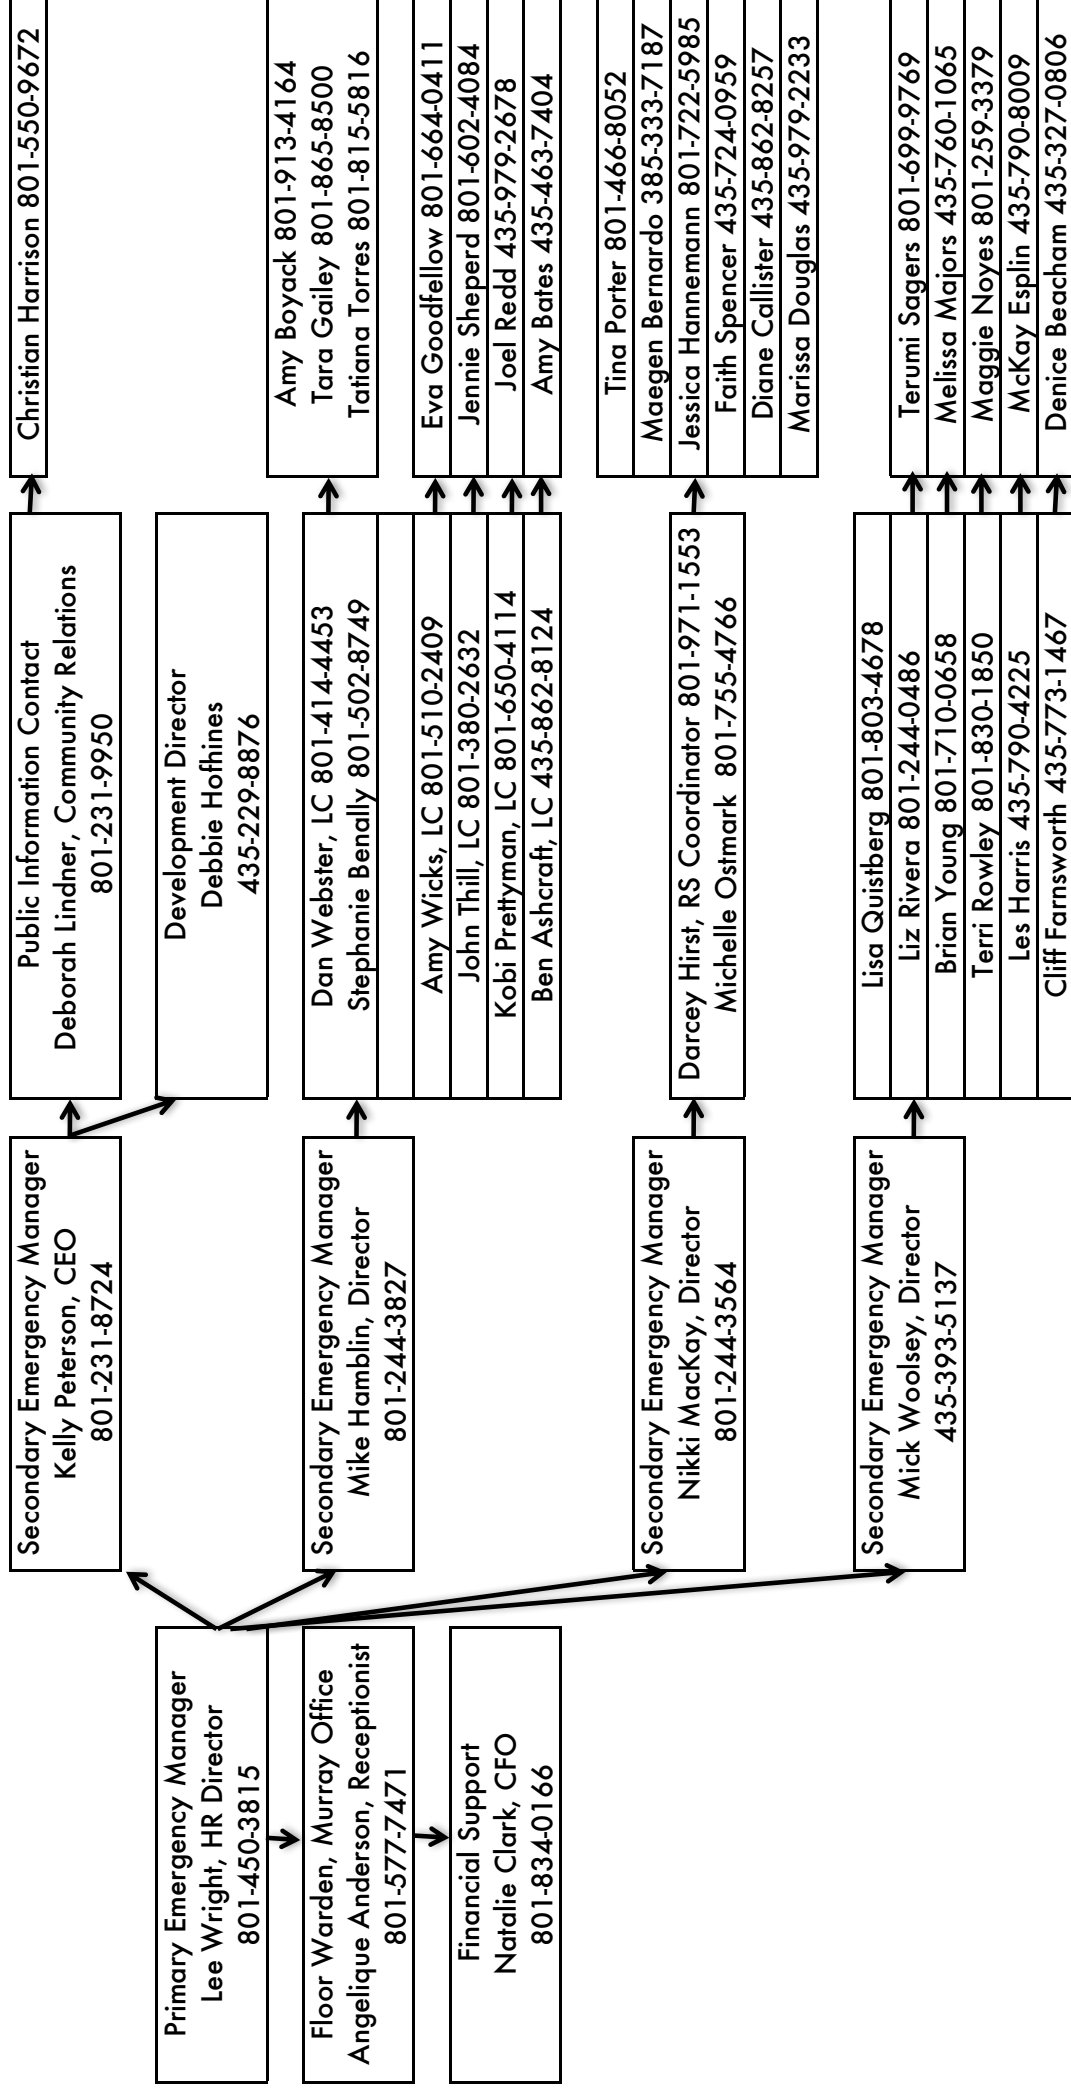 Primary Emergency Manager
Lee Wright, HR Director
801-450-3815
Floor Warden, Murray Office
Angelique Anderson, Receptionist
801-577-7471
Financial Support
Natalie Clark, CFO
801-834-0166
Secondary Emergency Manager
Kelly Peterson, CEO
801-231-8724
Secondary Emergency Manager
Mike Hamblin, Director
801-244-3827
Secondary Emergency Manager
Nikki MacKay, Director
801-244-3564
Secondary Emergency Manager
Mick Woolsey, Director
435-393-5137
Public Information Contact
Deborah Lindner, Community Relations
801-231-9950
Development Director
Debbie Hofhines
435-229-8876
Dan Webster, LC 801-414-4453
Stephanie Benally 801-502-8749
Amy Wicks, LC 801-510-2409
John Thill, LC 801-380-2632
Kobi Prettyman, LC 801-650-4114
Ben Ashcraft, LC 435-862-8124
Darcey Hirst, RS Coordinator 801-971-1553
Michelle Ostmark 801-755-4766
Lisa Quistberg 801-803-4678
Liz Rivera 801-244-0486
Brian Young 801-710-0658
Terri Rowley 801-830-1850
Les Harris 435-790-4225
Cliff Farnsworth 435-773-1467
Christian Harrison 801-550-9672
Amy Boyack 801-913-4164
Tara Gailey 801-865-8500
Tatiana Torres 801-815-5816
Eva Goodfellow 801-664-0411
Jennie Sheperd 801-602-4084
Joel Redd 435-979-2678
Amy Bates 435-463-7404
Tina Porter 801-466-8052
Maegen Bernardo 385-333-7187
Jessica Hannemann 801-722-5985
Faith Spencer 435-724-0959
Diane Callister 435-862-8257
Marissa Douglas 435-979-2233
Terumi Sagers 801-699-9769
Melissa Majors 435-760-1065
Maggie Noyes 801-259-3379
McKay Esplin 435-790-8009
Denice Beacham 435-327-0806